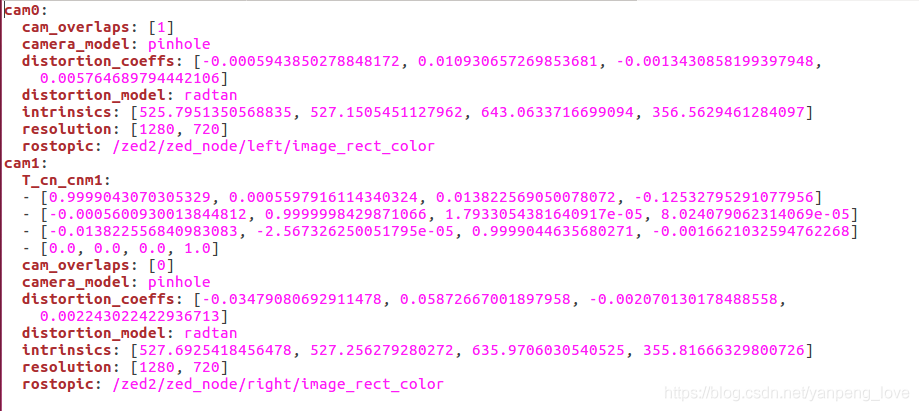 cam0:
  cam_overlaps: [1]
  camera_model: pinhole
  distortion_coeffs: [-0.0005943850278848172, 0.010930657269853681, -0.0013430858199397948,
    0.005764689794442106]
  distortion_model: radtan
  intrinsics: [525.7951350568835, 527.1505451127962, 643.0633716699094, 356.5629461284097]
  resolution: [1280, 720]
  rostopic: /zed2/zed_node/left/image_rect_color
cam1:
  T_cn_cnm1:
  - [0.9999043070305329, 0.0005597916114340324, 0.013822569050078072, -0.12532795291077956]
  - [-0.0005600930013844812, 0.9999998429871066, 1.7933054381640917e-05, 8.024079062314069e-05]
  - [-0.013822556840983083, -2.567326250051795e-05, 0.9999044635680271, -0.0016621032594762268]
  - [0.0, 0.0, 0.0, 1.0]
  cam_overlaps: [0]
  camera_model: pinhole
  distortion_coeffs: [-0.03479080692911478, 0.05872667001897958, -0.002070130178488558,
    0.002243022422936713]
  distortion_model: radtan
  intrinsics: [527.6925418456478, 527.256279280272, 635.9706030540525, 355.81666329800726]
  resolution: [1280, 720]
  rostopic: /zed2/zed_node/right/image_rect_color
https://blog.csdn.net/yanpeng_love